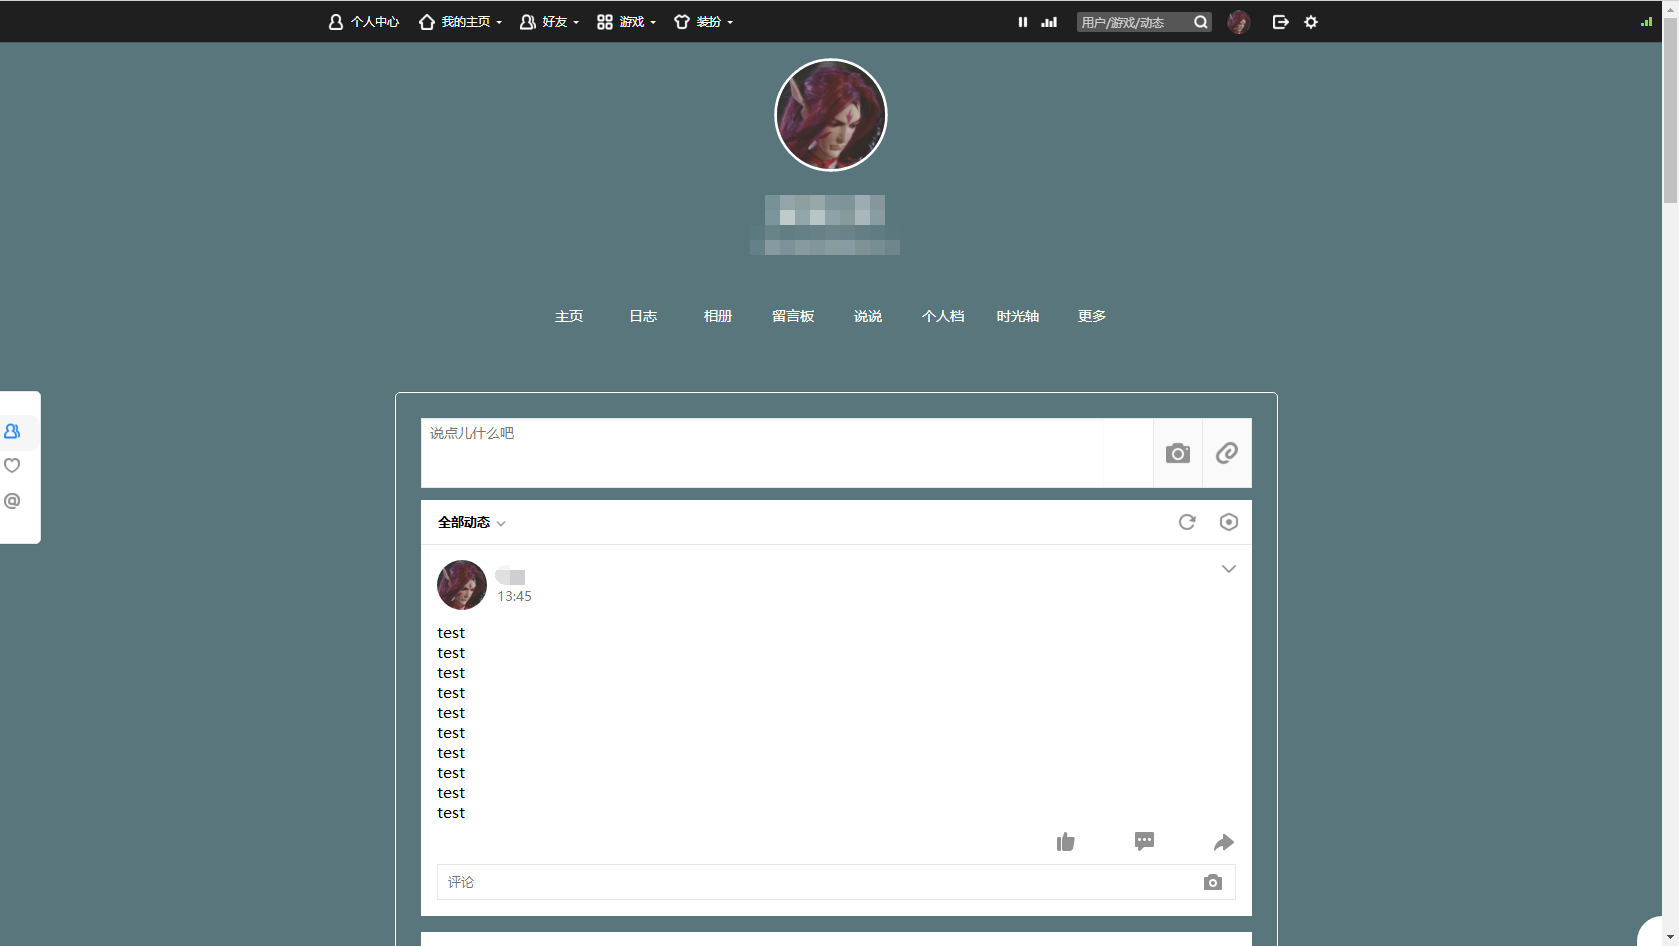 个人中心 我的主页 好友 游戏 装扮 用户/游戏/动态
主页 日志 相册 留言板 说说 个人档 时光轴 更多
说点儿什么吧
全部动态
13:45
test
test
test
test
test
test
test
test
test
test
评论